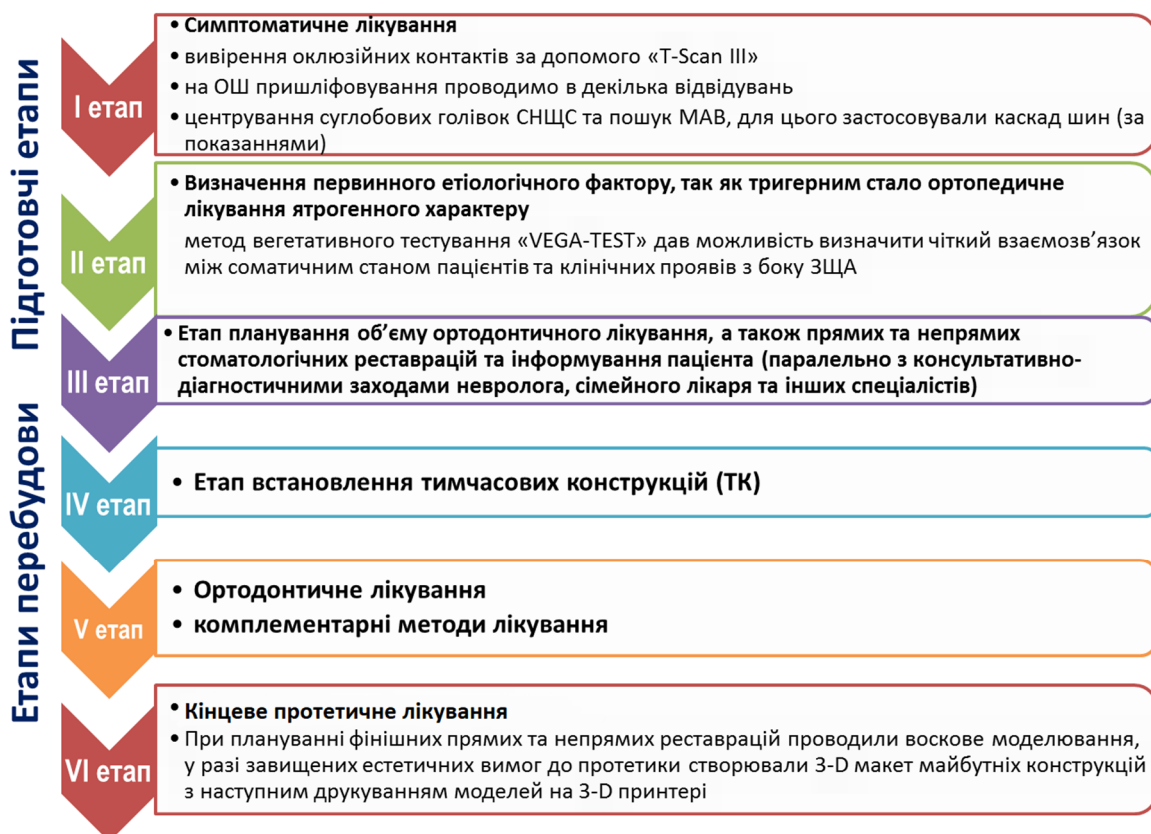 Підготовчі етапи
I етап
• Симптоматичне лікування
• вивірення оклюзійних контактів за допомого «T-Scan III»
• на ОШ пришліфовування проводимо в декілька відвідувань
• центрування суглобових голівок СНЩС та пошук МАВ, для цього застосовували каскад шин (за
показаннями)
II етап
• Визначення первинного етіологічного фактору, так як тригерним стало ортопедичне
лікування ятрогенного характеру
метод вегетативного тестування «VEGA-TEST» дав можливість визначити чіткий взаємозв’язок
між соматичним станом пацієнтів та клінічних проявів з боку ЗЩА
III етап
• Етап планування об’єму ортодонтичного лікування, а також прямих та непрямих
стоматологічних реставрацій та інформування пацієнта (паралельно з консультативно-
діагностичними заходами невролога, сімейного лікаря та інших спеціалістів)
Етапи перебудови
IV етап
• Етап встановлення тимчасових конструкцій (ТК)
V етап
• Ортодонтичне лікування
• комплементарні методи лікування
VI етап
• Кінцеве протетичне лікування
• При плануванні фінішних прямих та непрямих реставрацій проводили воскове моделювання,
у разі завищених естетичних вимог до протетики створювали 3-D макет майбутніх конструкцій
з наступним друкуванням моделей на 3-D принтері